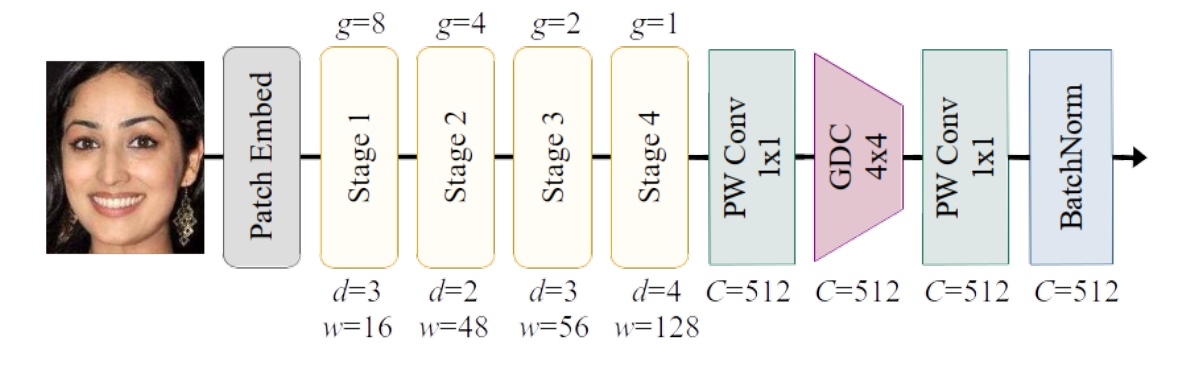 g=8
g=4
g=2
g=1
Patch Embed
Stage 1
Stage 2
Stage 3
Stage 4
PW Conv
1x1
GDC
4x4
PW Conv
1x1
BatchNorm
d=3
w=16
d=2
w=48
d=3
w=56
d=4
w=128
C=512
C=512
C=512
C=512